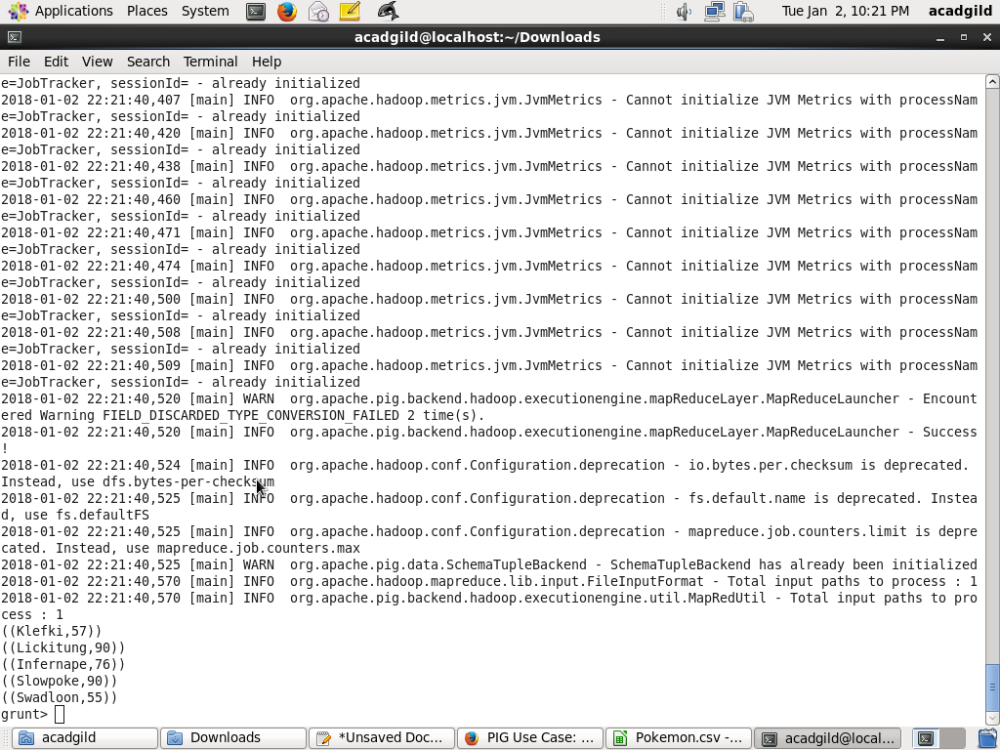 Applications Places System Tue Jan 2, 10:21 PM acadgild
acadgild@localhost:~/Downloads
File Edit View Search Terminal Help
e=JobTracker, sessionId= - already initialized
2018-01-02 22:21:40,407 [main] INFO  org.apache.hadoop.metrics.jvm.JvmMetrics - Cannot initialize JVM Metrics with processNam
e=JobTracker, sessionId= - already initialized
2018-01-02 22:21:40,420 [main] INFO  org.apache.hadoop.metrics.jvm.JvmMetrics - Cannot initialize JVM Metrics with processNam
e=JobTracker, sessionId= - already initialized
2018-01-02 22:21:40,438 [main] INFO  org.apache.hadoop.metrics.jvm.JvmMetrics - Cannot initialize JVM Metrics with processNam
e=JobTracker, sessionId= - already initialized
2018-01-02 22:21:40,460 [main] INFO  org.apache.hadoop.metrics.jvm.JvmMetrics - Cannot initialize JVM Metrics with processNam
e=JobTracker, sessionId= - already initialized
2018-01-02 22:21:40,471 [main] INFO  org.apache.hadoop.metrics.jvm.JvmMetrics - Cannot initialize JVM Metrics with processNam
e=JobTracker, sessionId= - already initialized
2018-01-02 22:21:40,474 [main] INFO  org.apache.hadoop.metrics.jvm.JvmMetrics - Cannot initialize JVM Metrics with processNam
e=JobTracker, sessionId= - already initialized
2018-01-02 22:21:40,500 [main] INFO  org.apache.hadoop.metrics.jvm.JvmMetrics - Cannot initialize JVM Metrics with processNam
e=JobTracker, sessionId= - already initialized
2018-01-02 22:21:40,508 [main] INFO  org.apache.hadoop.metrics.jvm.JvmMetrics - Cannot initialize JVM Metrics with processNam
e=JobTracker, sessionId= - already initialized
2018-01-02 22:21:40,509 [main] INFO  org.apache.hadoop.metrics.jvm.JvmMetrics - Cannot initialize JVM Metrics with processNam
e=JobTracker, sessionId= - already initialized
2018-01-02 22:21:40,520 [main] WARN  org.apache.pig.backend.hadoop.executionengine.mapReduceLayer.MapReduceLauncher - Encount
ered Warning FIELD_DISCARDED_TYPE_CONVERSION_FAILED 2 time(s).
2018-01-02 22:21:40,520 [main] INFO  org.apache.pig.backend.hadoop.executionengine.mapReduceLayer.MapReduceLauncher - Success
!
2018-01-02 22:21:40,524 [main] INFO  org.apache.hadoop.conf.Configuration.deprecation - io.bytes.per.checksum is deprecated.
Instead, use dfs.bytes-per-checksum
2018-01-02 22:21:40,525 [main] INFO  org.apache.hadoop.conf.Configuration.deprecation - fs.default.name is deprecated. Instea
d, use fs.defaultFS
2018-01-02 22:21:40,525 [main] INFO  org.apache.hadoop.conf.Configuration.deprecation - mapreduce.job.counters.limit is depre
cated. Instead, use mapreduce.job.counters.max
2018-01-02 22:21:40,525 [main] WARN  org.apache.pig.data.SchemaTupleBackend - SchemaTupleBackend has already been initialized
2018-01-02 22:21:40,570 [main] INFO  org.apache.hadoop.mapreduce.lib.input.FileInputFormat - Total input paths to process : 1
2018-01-02 22:21:40,570 [main] INFO  org.apache.pig.backend.hadoop.executionengine.util.MapRedUtil - Total input paths to pro
cess : 1
((Klefki,57))
((Lickitung,90))
((Infernape,76))
((Slowpoke,90))
((Swadloon,55))
grunt>
acadgild Downloads *Unsaved Doc... PIG Use Case: ... Pokemon.csv -... acadgild@local...